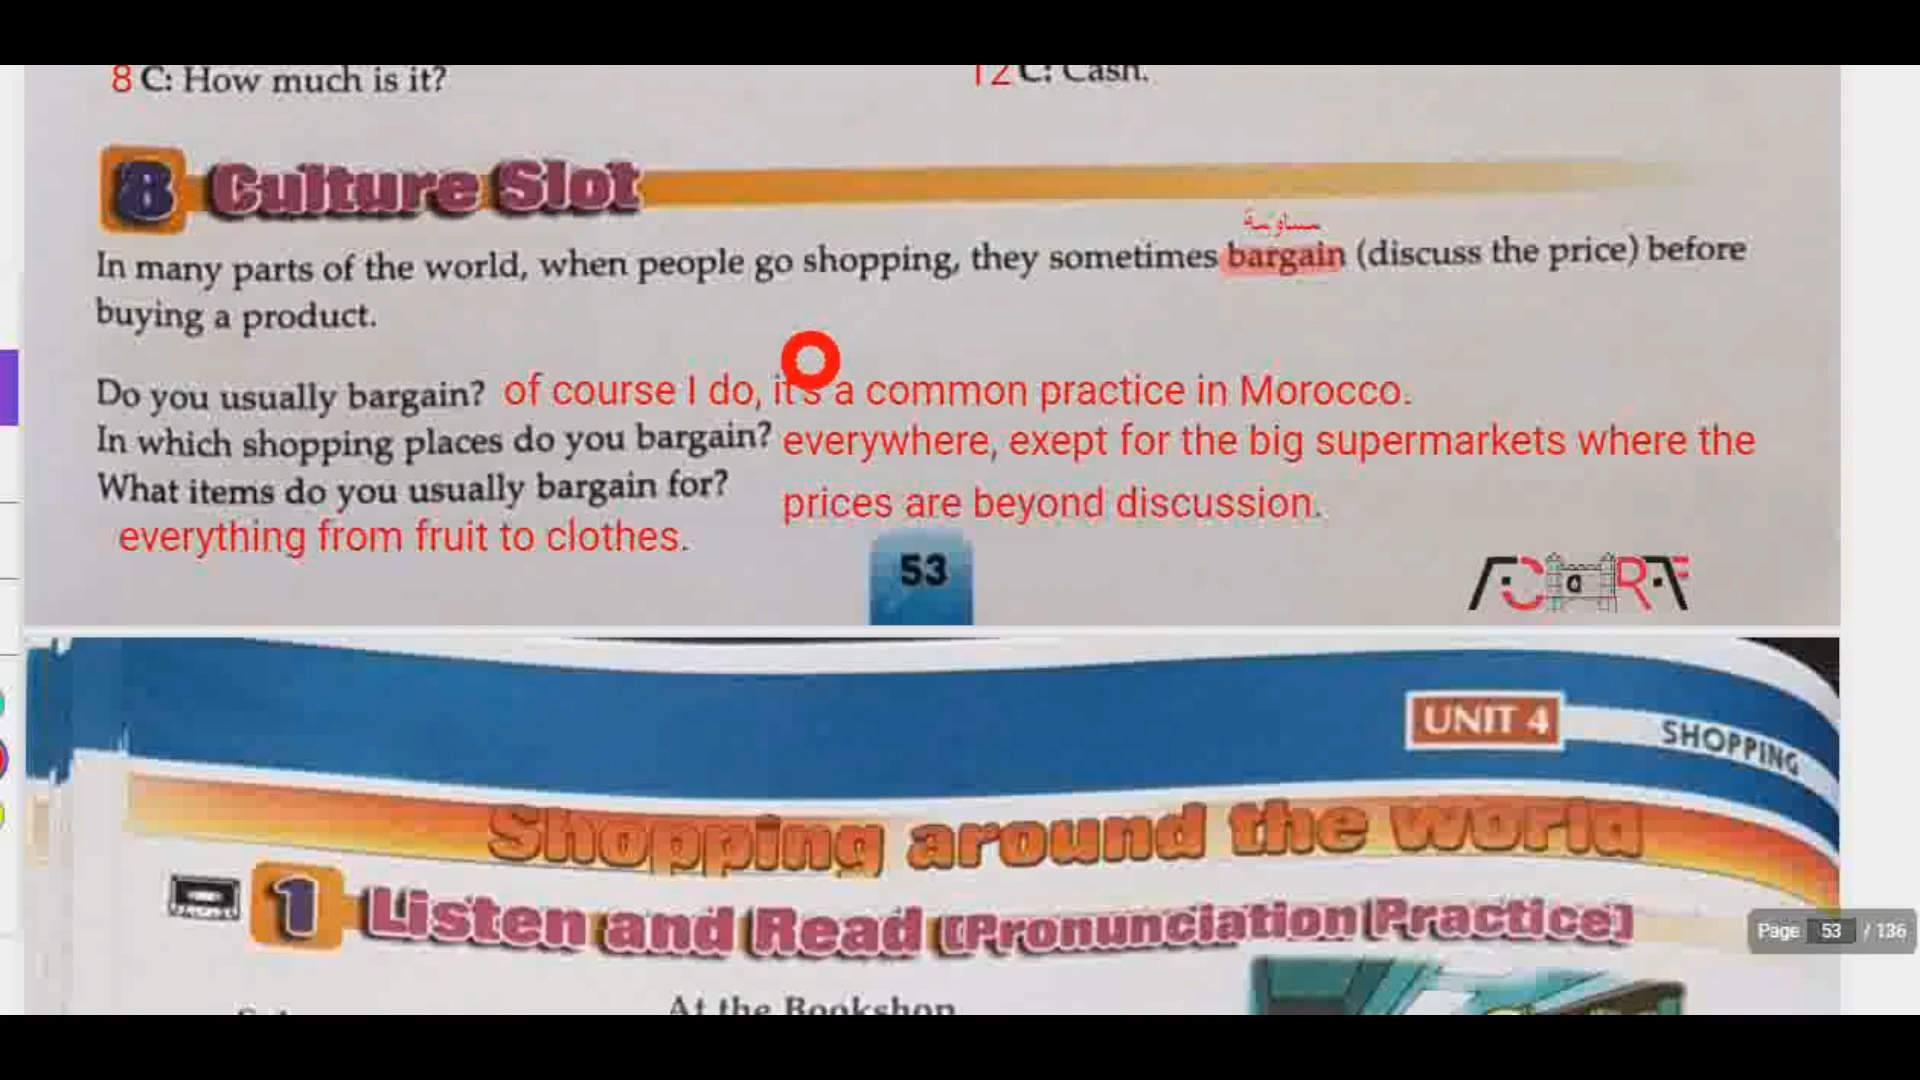 8 C: How much is it?
12 C: Cash.
8 Culture Slot
مساومة
In many parts of the world, when people go shopping, they sometimes bargain (discuss the price) before
buying a product.
Do you usually bargain? of course I do, it's a common practice in Morocco.
In which shopping places do you bargain? everywhere, exept for the big supermarkets where the
What items do you usually bargain for? prices are beyond discussion.
everything from fruit to clothes.
53
UNIT 4
SHOPPING
Shopping around the world
1 Listen and Read (Pronunciation Practice)
Page 53 / 136
At the Bookshop